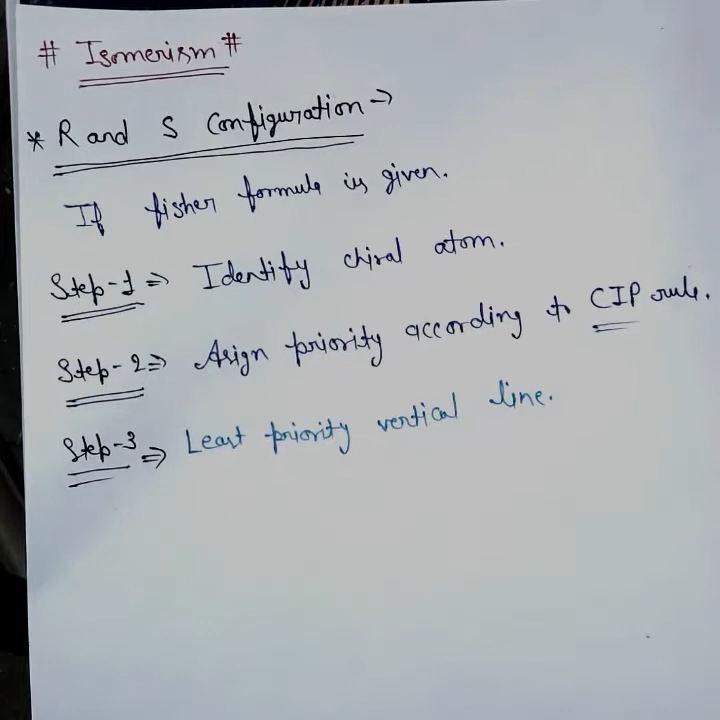 # Isomerism #
* R and S Configuration →
If fisher formula is given.
Step-1 ⇒ Identify chiral atom.
Step-2 ⇒ Asign priority according to CIP rule.
Step-3 ⇒ Least priority vertical line.